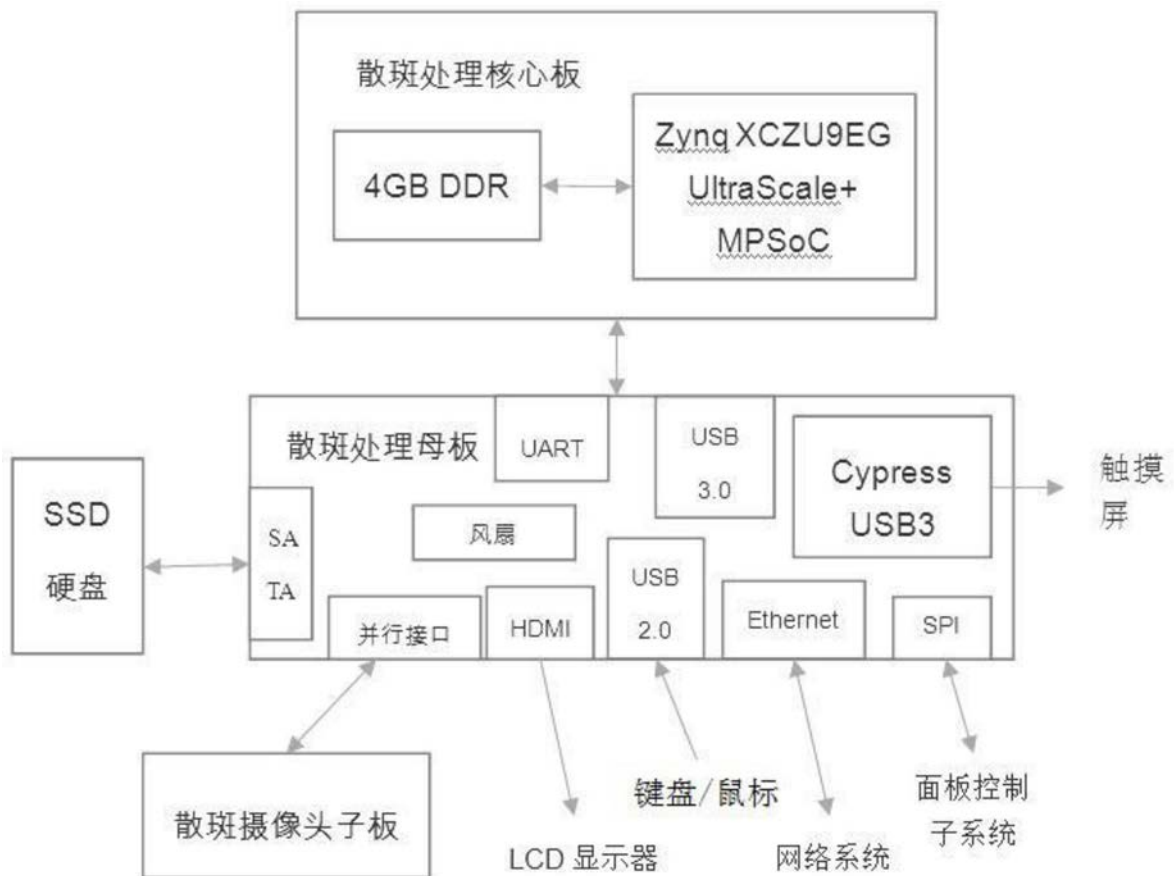 散斑处理核心板
4GB DDR
Zynq XCZU9EG
UltraScale+
MPSoC
散斑处理母板
UART
USB
3.0
Cypress
USB3
触摸
屏
SSD
硬盘
SA
TA
风扇
并行接口
HDMI
USB
2.0
Ethernet
SPI
散斑摄像头子板
LCD 显示器
键盘/鼠标
网络系统
面板控制
子系统